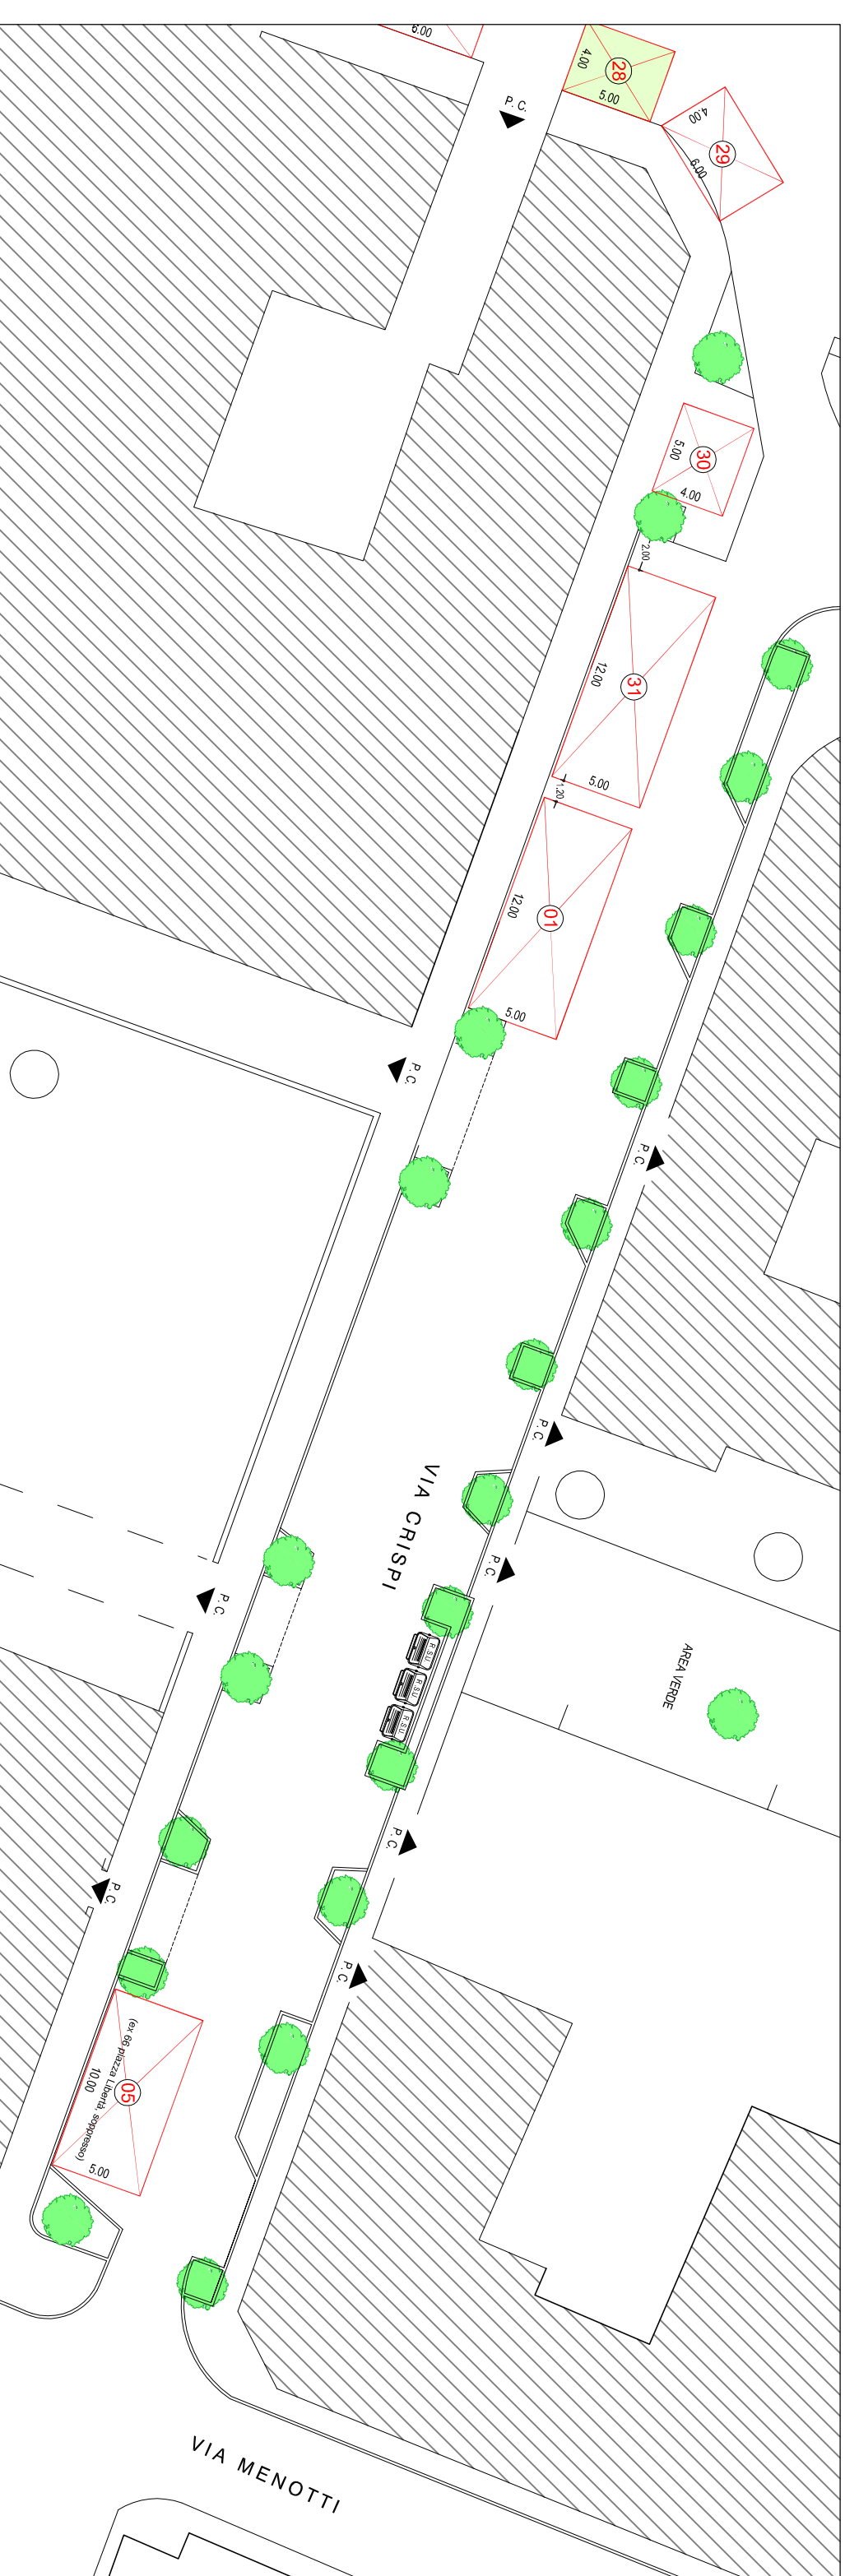 6.00
28
4.00
5.00
P. C.
29
4.00
6.00
30
5.00
4.00
2.00
31
12.00
5.00
1.20
01
12.00
5.00
P. C.
P. C.
P. C.
VIA CRISPI
P. C.
P. C.
R S U
R S U
R S U
AREA VERDE
P. C.
P. C.
P. C.
05
(ex 66 piazza Libertà, soppresso)
10.00
5.00
VIA MENOTTI